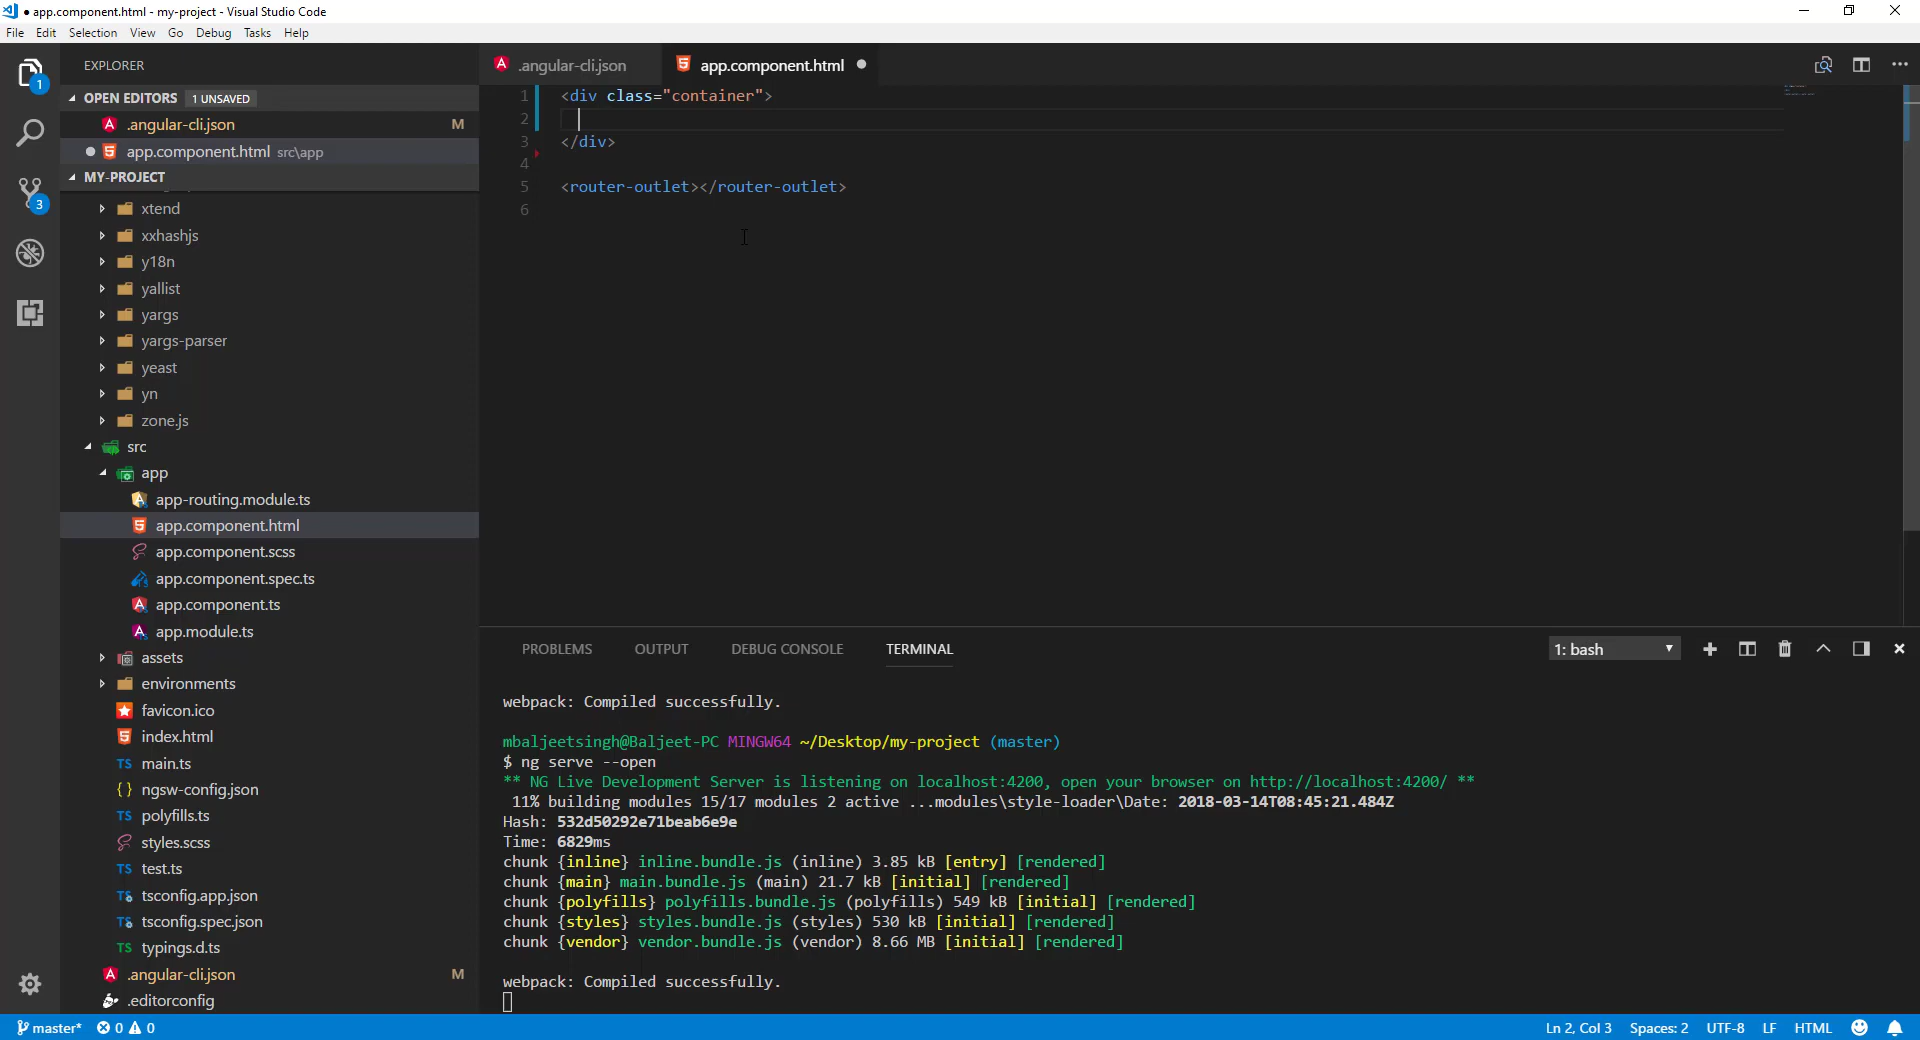 app.component.html - my-project - Visual Studio Code
File Edit Selection View Go Debug Tasks Help
EXPLORER
OPEN EDITORS 1 UNSAVED
.angular-cli.json M
app.component.html src\app
MY-PROJECT
xtend
xxhashjs
y18n
yallist
yargs
yargs-parser
yeast
yn
zone.js
src
app
app-routing.module.ts
app.component.html
app.component.scss
app.component.spec.ts
app.component.ts
app.module.ts
assets
environments
favicon.ico
index.html
main.ts
ngsw-config.json
polyfills.ts
styles.scss
test.ts
tsconfig.app.json
tsconfig.spec.json
typings.d.ts
.angular-cli.json M
.editorconfig
1
3
.angular-cli.json app.component.html
1 <div class="container">
2
3 </div>
4
5 <router-outlet></router-outlet>
6
PROBLEMS OUTPUT DEBUG CONSOLE TERMINAL 1: bash
webpack: Compiled successfully.
mbaljeetsingh@Baljeet-PC MINGW64 ~/Desktop/my-project (master)
$ ng serve --open
** NG Live Development Server is listening on localhost:4200, open your browser on http://localhost:4200/ **
11% building modules 15/17 modules 2 active ...modules\style-loader\Date: 2018-03-14T08:45:21.484Z
Hash: 532d50292e71beab6e9e
Time: 6829ms
chunk {inline} inline.bundle.js (inline) 3.85 kB [entry] [rendered]
chunk {main} main.bundle.js (main) 21.7 kB [initial] [rendered]
chunk {polyfills} polyfills.bundle.js (polyfills) 549 kB [initial] [rendered]
chunk {styles} styles.bundle.js (styles) 530 kB [initial] [rendered]
chunk {vendor} vendor.bundle.js (vendor) 8.66 MB [initial] [rendered]
webpack: Compiled successfully.
master* 0 0 Ln 2, Col 3 Spaces: 2 UTF-8 LF HTML